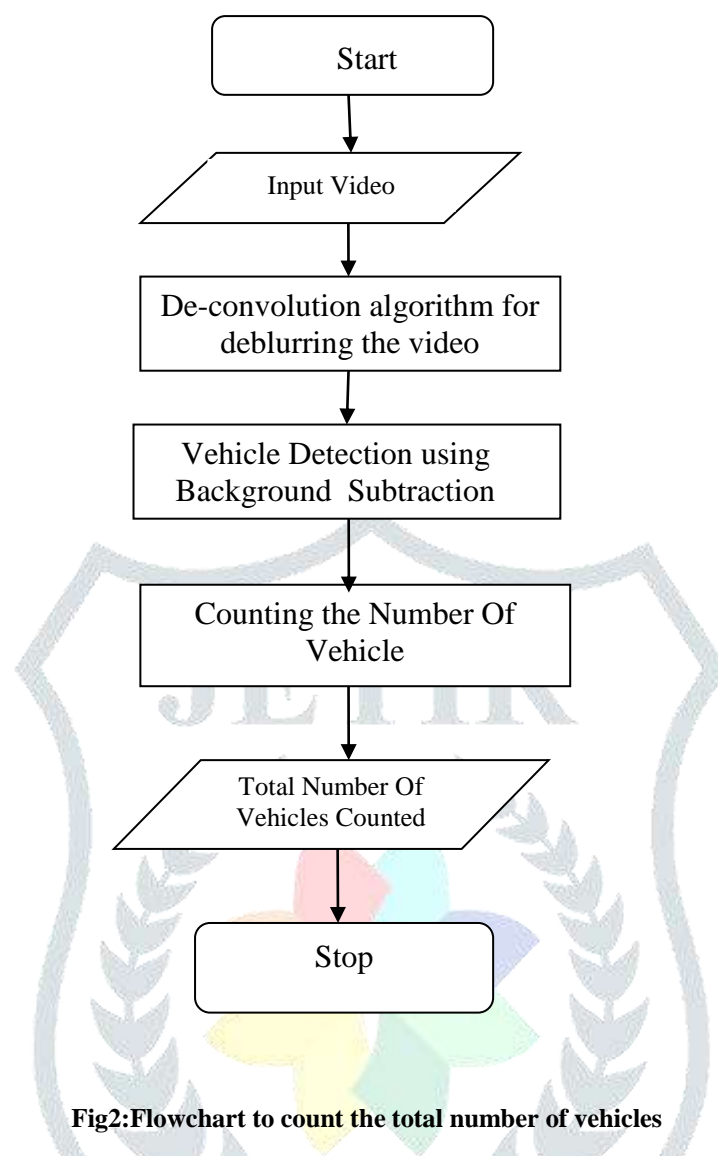 Start
Input Video
De-convolution algorithm for
deblurring the video
Vehicle Detection using
Background Subtraction
Counting the Number Of
Vehicle
JETIR
Total Number Of
Vehicles Counted
Stop
Fig2:Flowchart to count the total number of vehicles